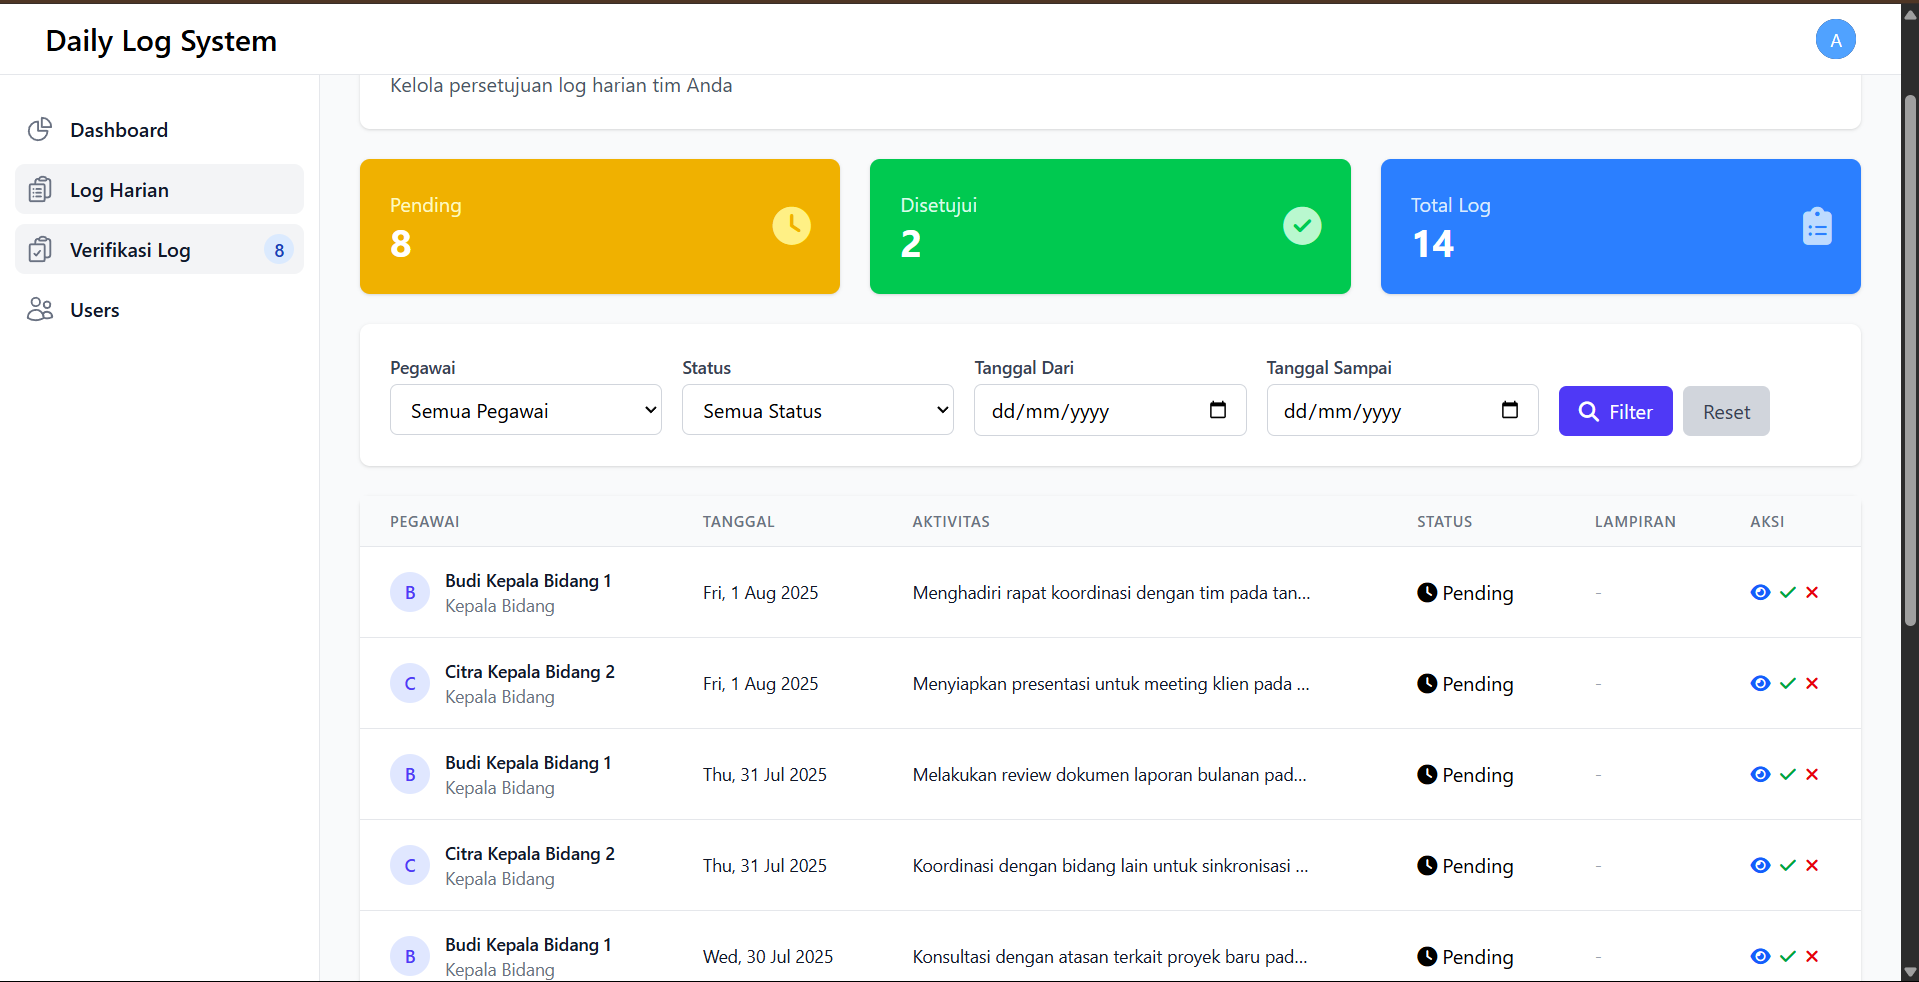 Daily Log System
A
Kelola persetujuan log harian tim Anda
Dashboard
Log Harian
Verifikasi Log 8
Users
Pending
8
Disetujui
2
Total Log
14
Pegawai Status Tanggal Dari Tanggal Sampai
Semua Pegawai Semua Status dd/mm/yyyy dd/mm/yyyy Filter Reset
PEGAWAI TANGGAL AKTIVITAS STATUS LAMPIRAN AKSI
B Budi Kepala Bidang 1
Kepala Bidang
Fri, 1 Aug 2025 Menghadiri rapat koordinasi dengan tim pada tan... Pending -
C Citra Kepala Bidang 2
Kepala Bidang
Fri, 1 Aug 2025 Menyiapkan presentasi untuk meeting klien pada ... Pending -
B Budi Kepala Bidang 1
Kepala Bidang
Thu, 31 Jul 2025 Melakukan review dokumen laporan bulanan pad... Pending -
C Citra Kepala Bidang 2
Kepala Bidang
Thu, 31 Jul 2025 Koordinasi dengan bidang lain untuk sinkronisasi ... Pending -
B Budi Kepala Bidang 1
Kepala Bidang
Wed, 30 Jul 2025 Konsultasi dengan atasan terkait proyek baru pad... Pending -